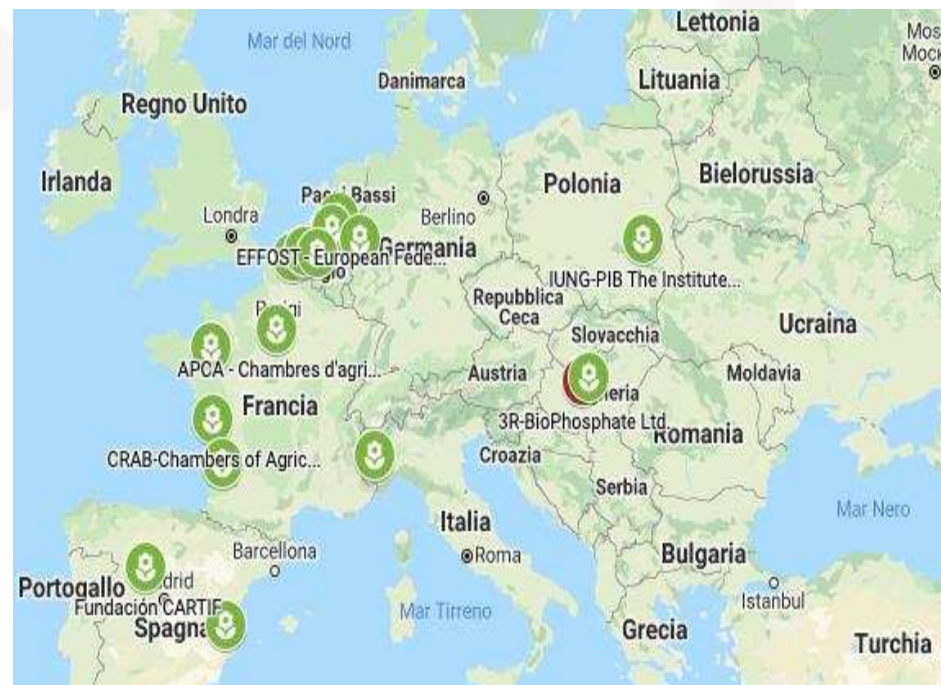 Lettonia
Mar del Nord
Danimarca
Lituania
Regno Unito
Irlanda
Polonia
Bielorussia
Londra
Berlino
Germania
EFFOST - European Fede...
IUNG-PIB The Institute...
Repubblica
Ceca
Slovacchia
Ucraina
APCA - Chambres d'agri...
Austria
Moldavia
Francia
3R-BioPhosphate Ltd
Romania
CRAB-Chambers of Agric...
Croazia
Serbia
Mar Nero
Italia
Barcellona
Roma
Bulgaria
Portogallo
Fundación CARTIF
Istanbul
Mar Tirreno
Grecia
Turchia